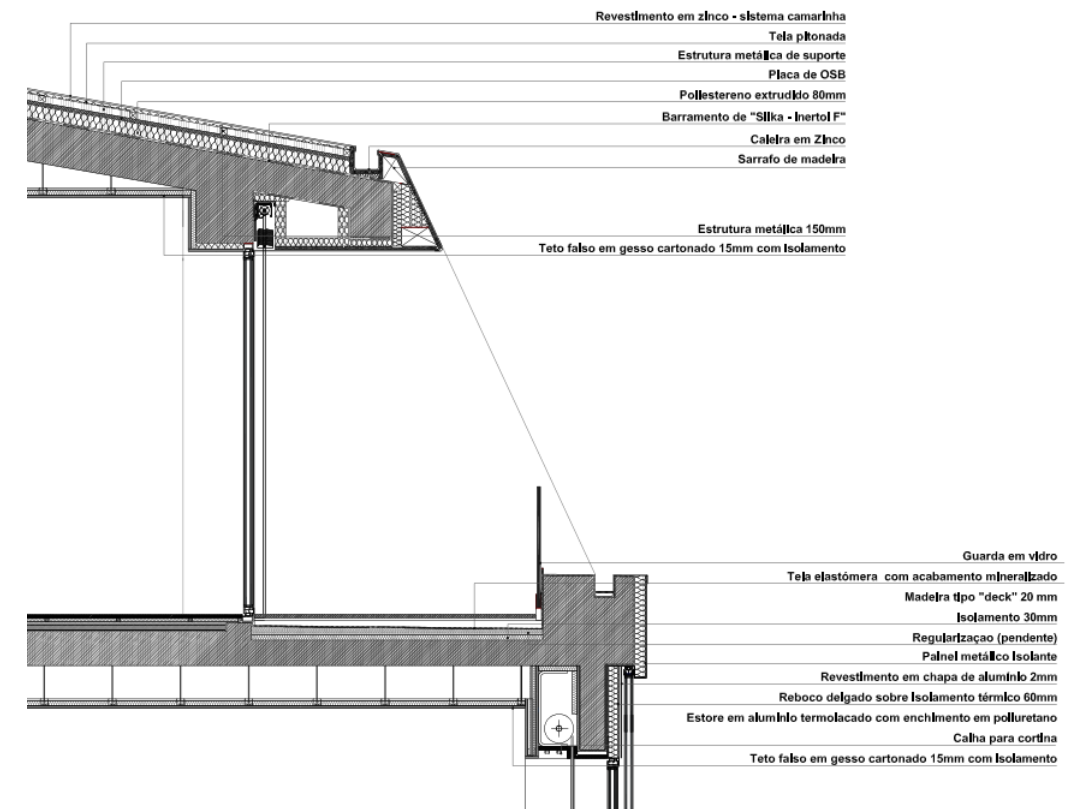 Revestimento em zinco - sistema camarinha
Tela pitonada
Estrutura metálica de suporte
Placa de OSB
Poliestereno extrudido 80mm
Barramento de "Silka - Inertol F"
Caleira em Zinco
Sarrafo de madeira
Estrutura metálica 150mm
Teto falso em gesso cartonado 15mm com Isolamento
Guarda em vidro
Tela elastómera com acabamento mineralizado
Madeira tipo "deck" 20 mm
Isolamento 30mm
Regularizaçao (pendente)
Painel metálico Isolante
Revestimento em chapa de alumínio 2mm
Reboco delgado sobre Isolamento térmico 60mm
Estore em aluminio termolacado com enchimento em poliuretano
Calha para cortina
Teto falso em gesso cartonado 15mm com Isolamento